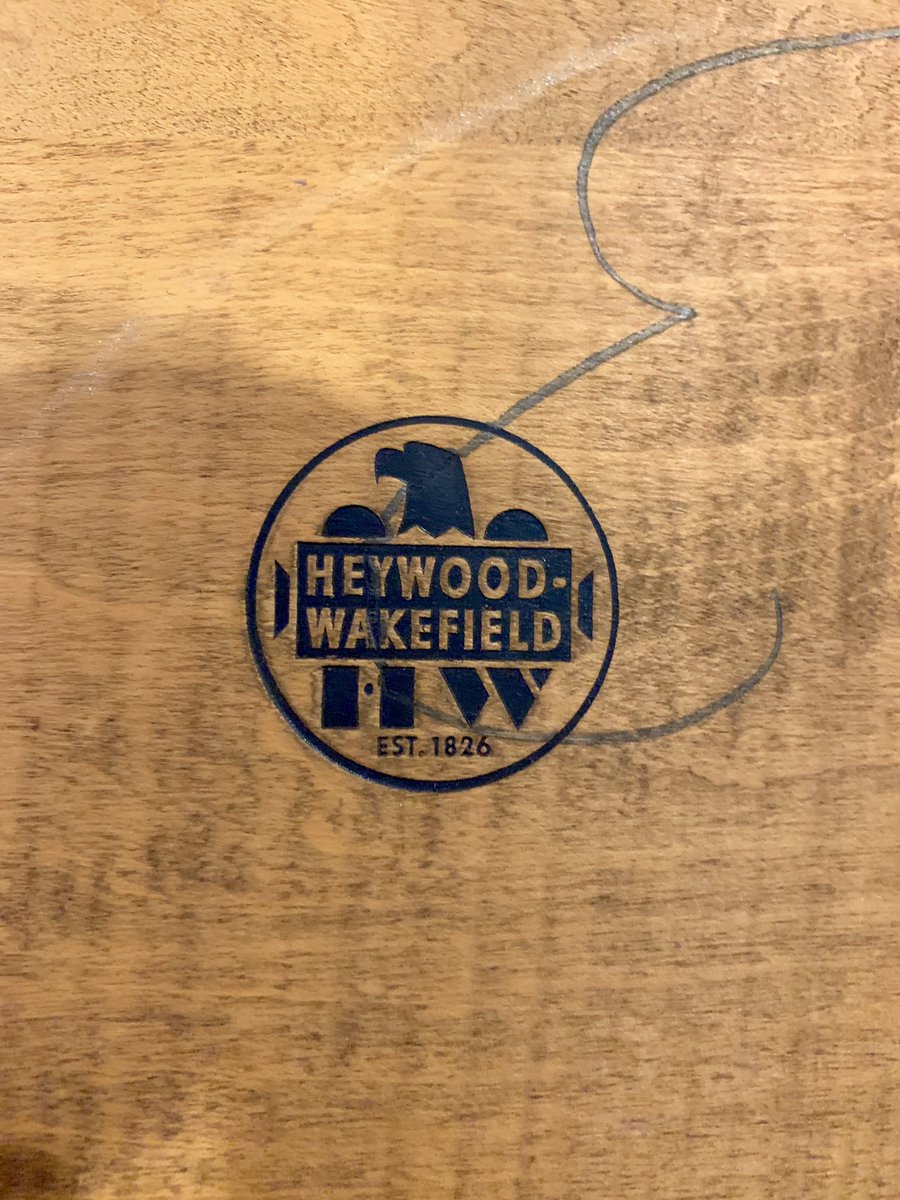 HEYWOOD-
WAKEFIELD
HW
EST. 1826